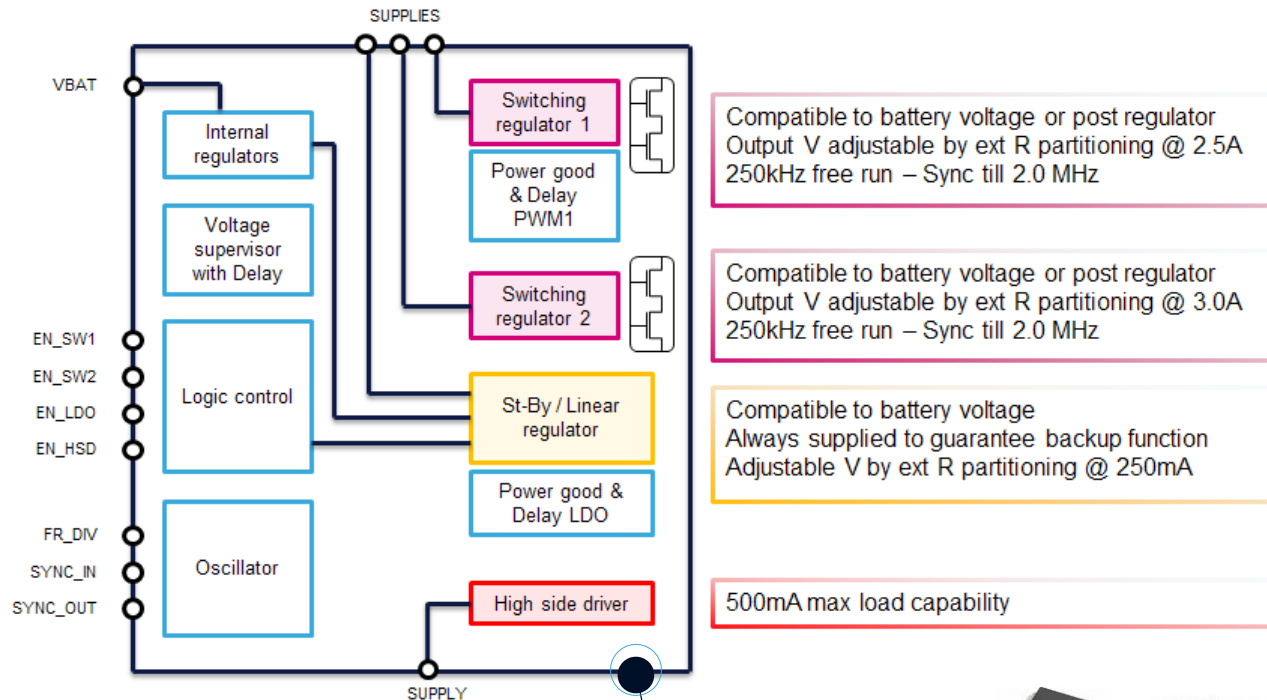 SUPPLIES
VBAT
Internal
regulators
Voltage
supervisor
with Delay
EN_SW1
EN_SW2
EN_LDO
EN_HSD
Logic control
FR_DIV
SYNC_IN
SYNC_OUT
Oscillator
Switching
regulator 1
Power good
& Delay
PWM1
Switching
regulator 2
St-By / Linear
regulator
Power good &
Delay LDO
High side driver
SUPPLY
Compatible to battery voltage or post regulator
Output V adjustable by ext R partitioning @ 2.5A
250kHz free run – Sync till 2.0 MHz
Compatible to battery voltage or post regulator
Output V adjustable by ext R partitioning @ 3.0A
250kHz free run – Sync till 2.0 MHz
Compatible to battery voltage
Always supplied to guarantee backup function
Adjustable V by ext R partitioning @ 250mA
500mA max load capability